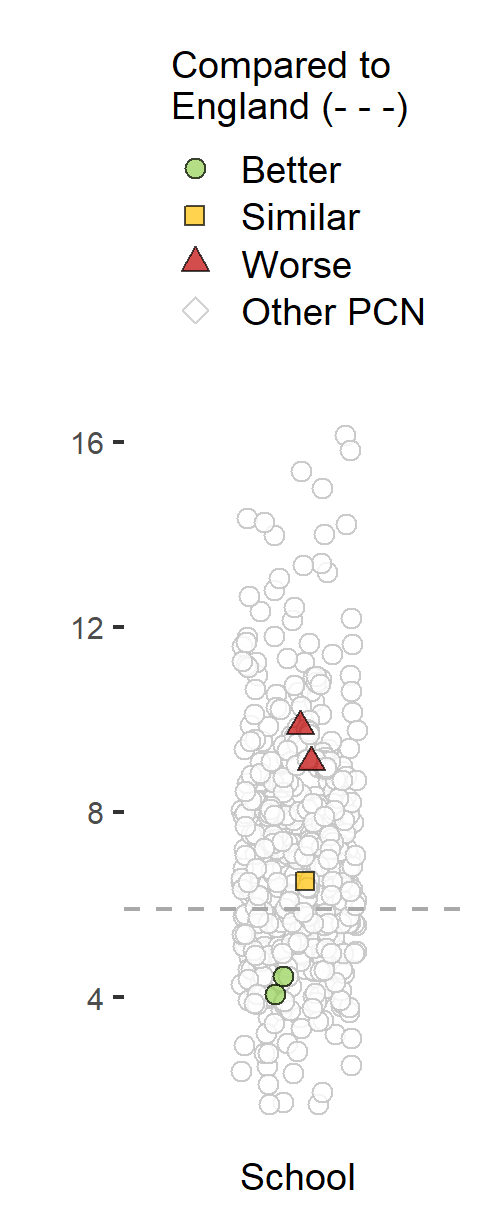 Compared to
England (- - -)
Better
Similar
Worse
Other PCN
16
12
8
4
School